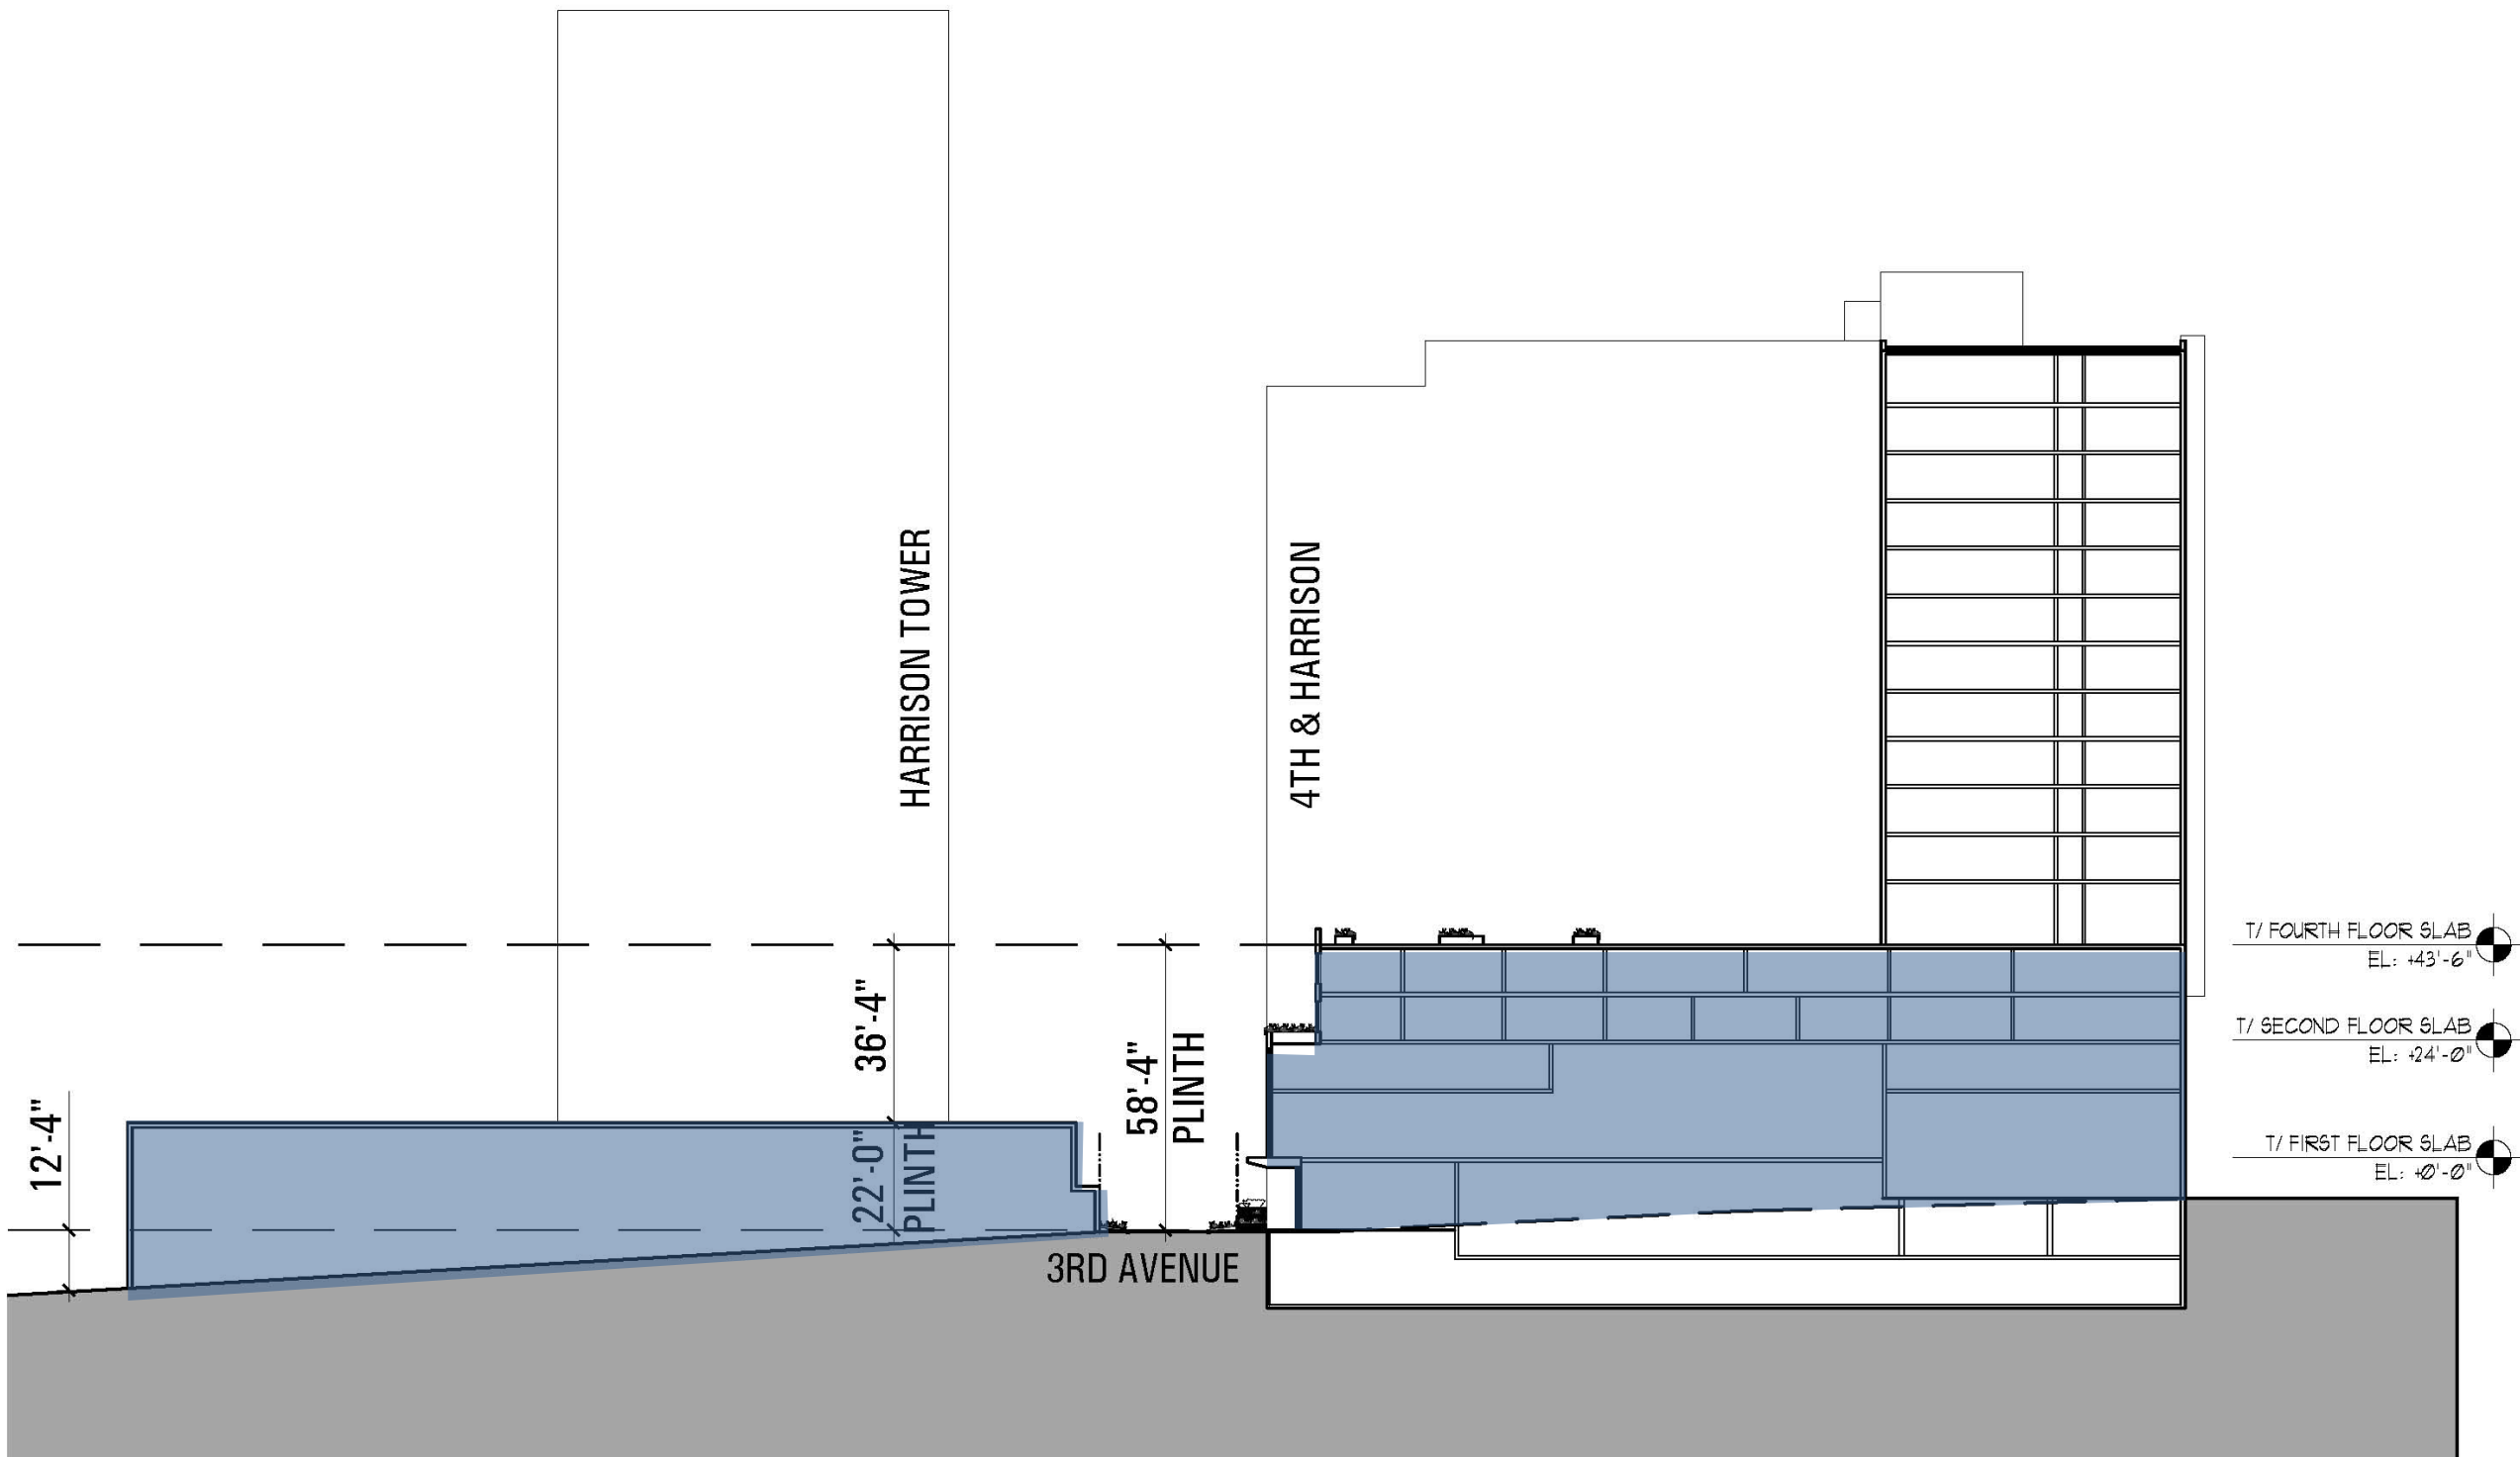 HARRISON TOWER
4TH & HARRISON
T/ FOURTH FLOOR SLAB
EL: +43'-6"
36'-4"
58'-4"
PLINTH
T/ SECOND FLOOR SLAB
EL: +24'-0"
12'-4"
22'-0"
PLINTH
T/ FIRST FLOOR SLAB
EL: +0'-0"
3RD AVENUE